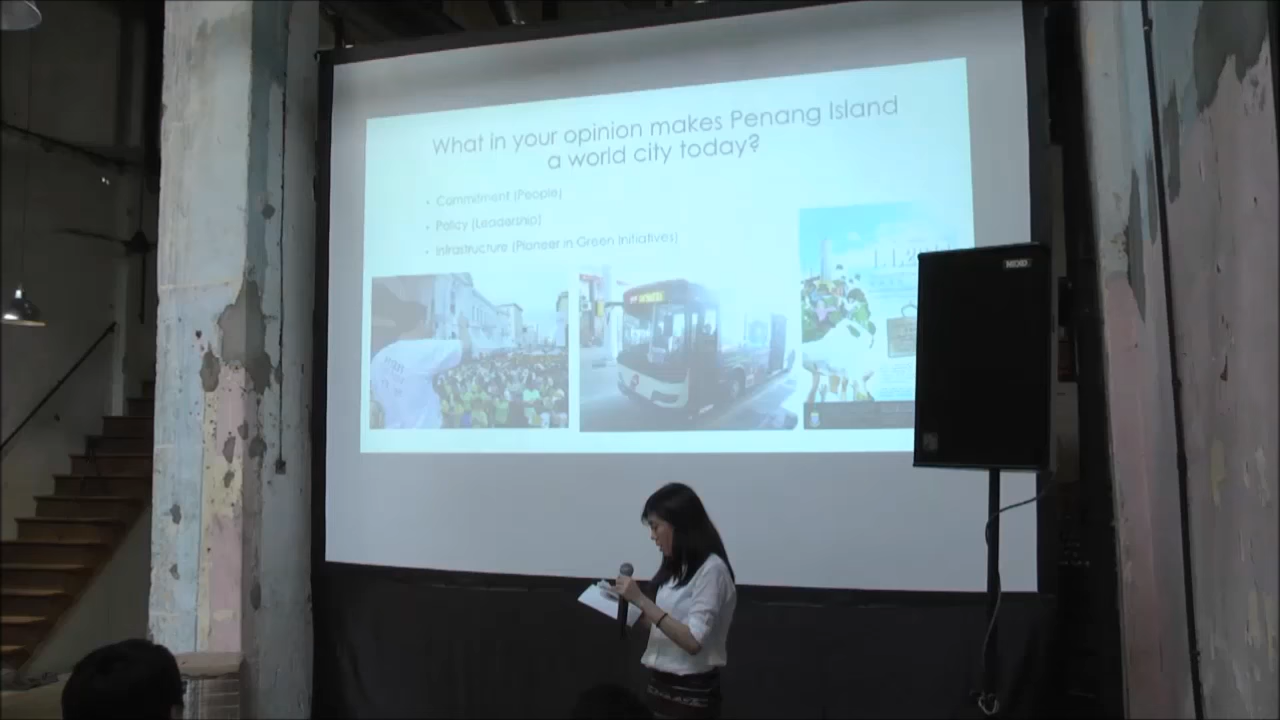 What in your opinion makes Penang Island
a world city today?
• Commitment (People)
• Policy (Leadership)
• Infrastructure (Pioneer in Green Initiatives)
NEXO